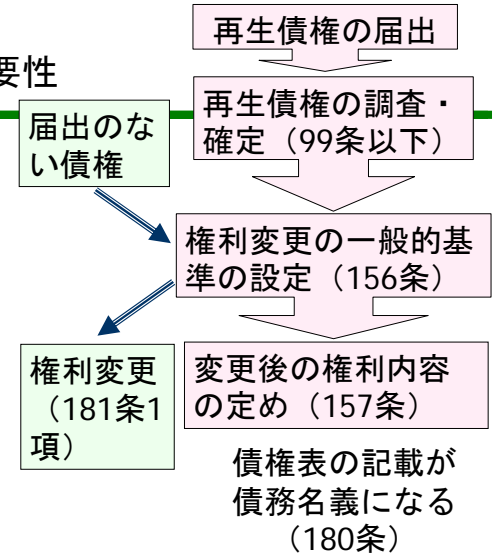 再生債権の届出
要性
再生債権の調査・
確定（99条以下）
届出のな
い債権
権利変更の一般的基
準の設定（156条）
権利変更
（181条1
項）
変更後の権利内容
の定め（157条）
債権表の記載が
債務名義になる
（180条）